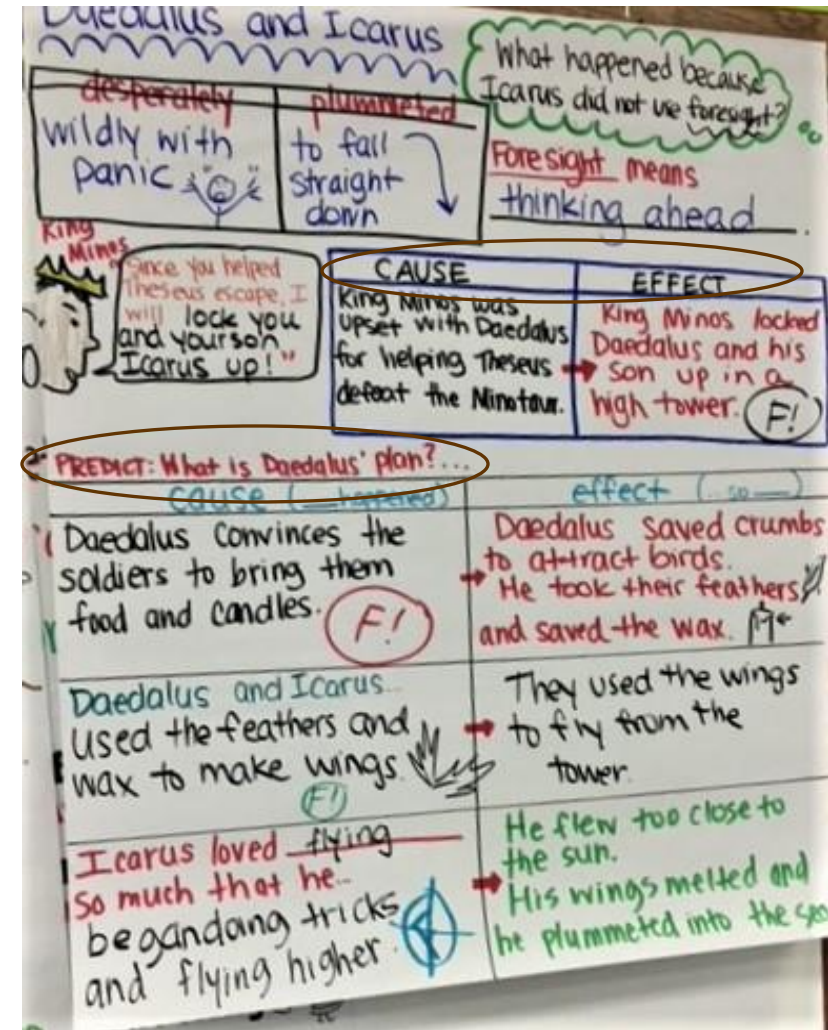 Daedalus and Icarus
What happened because
Icarus did not use foresight?
desperately
wildly with
panic
plummeted
to fall
straight
down
Foresight means
thinking ahead.
King
Minos
"Since you helped
Theseus escape, I
will lock you
and your son
Icarus up!"
CAUSE
King Minos was
upset with Daedalus
for helping Theseus
defeat the Minotaur.
EFFECT
King Minos locked
Daedalus and his
son up in a
high tower.
F!
PREDICT: What is Daedalus' plan?...
cause (__ happened)
effect (...so __)
Daedalus convinces the
soldiers to bring them
food and candles.
F!
Daedalus saved crumbs
to attract birds.
He took their feathers
and saved the wax.
Daedalus and Icarus...
used the feathers and
wax to make wings.
F!
They used the wings
to fly from the
tower.
Icarus loved flying
so much that he...
began doing tricks
and flying higher.
He flew too close to
the sun.
His wings melted and
he plummeted into the sea